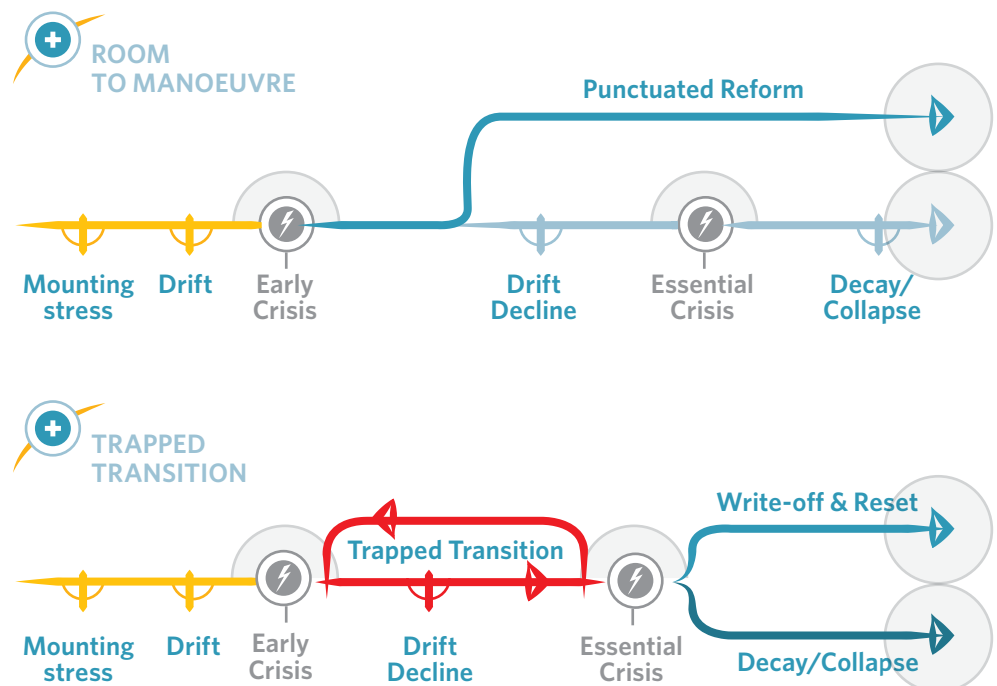 ROOM
TO MANOEUVRE
Punctuated Reform
Mounting
stress
Drift
Early
Crisis
Drift
Decline
Essential
Crisis
Decay/
Collapse
TRAPPED
TRANSITION
Write-off & Reset
Trapped Transition
Mounting
stress
Drift
Early
Crisis
Drift
Decline
Essential
Crisis
Decay/Collapse